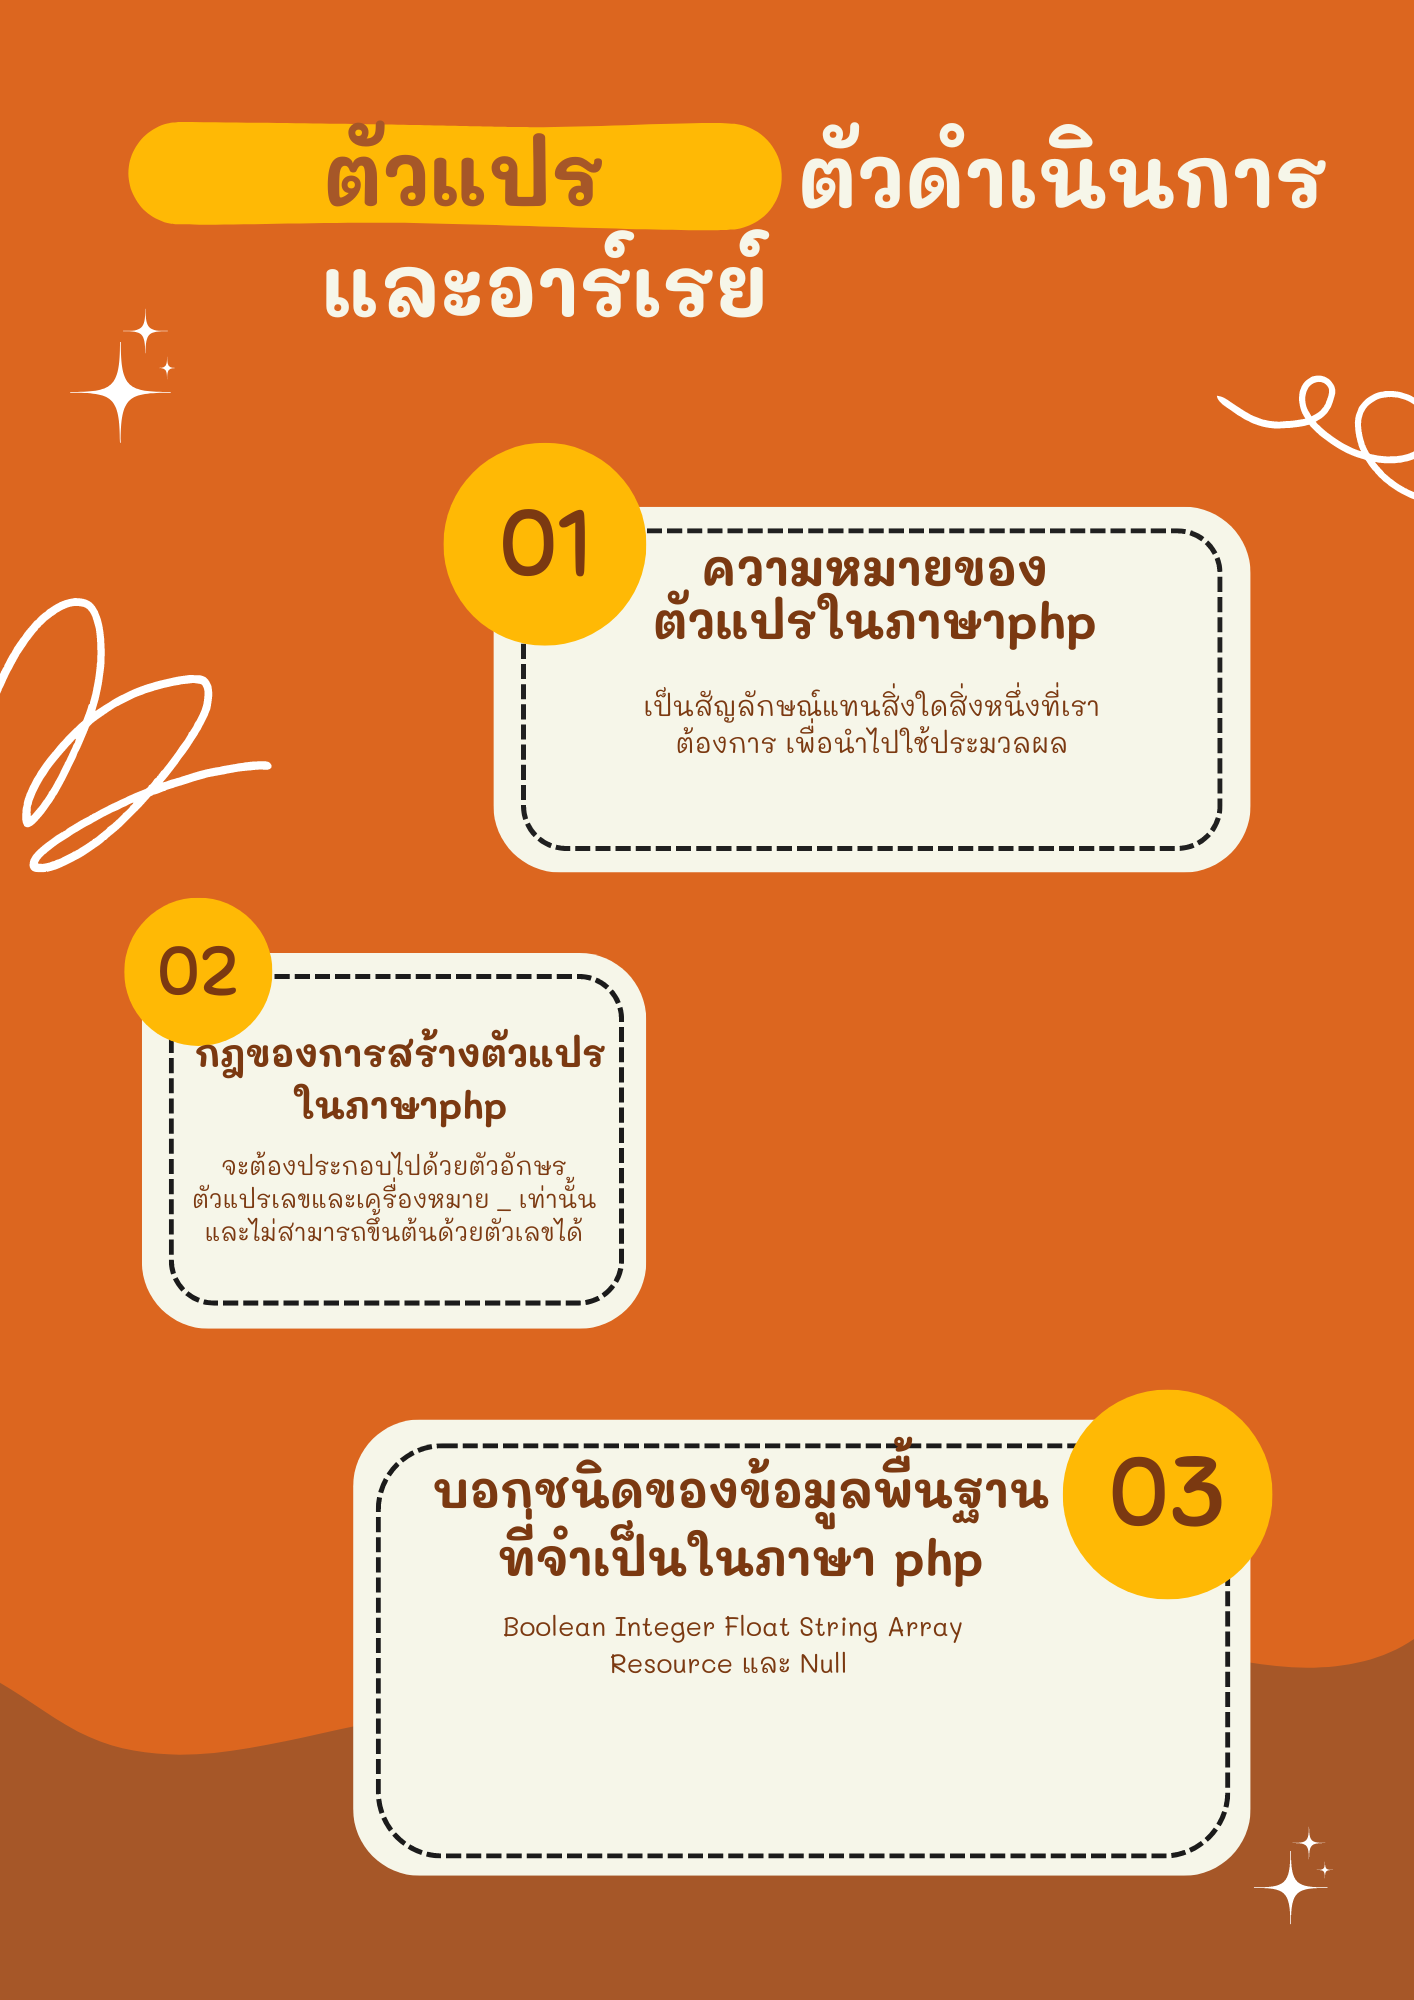 ตัวแปร ตัวดำเนินการ
และอาร์เรย์
01
ความหมายของ
ตัวแปรในภาษาphp
เป็นสัญลักษณ์แทนสิ่งใดสิ่งหนึ่งที่เรา
ต้องการ เพื่อนำไปใช้ประมวลผล
02
กฎของการสร้างตัวแปร
ในภาษาphp
จะต้องประกอบไปด้วยตัวอักษร
ตัวแปรเลขและเครื่องหมาย _ เท่านั้น
และไม่สามารถขึ้นต้นด้วยตัวเลขได้
03
บอกชนิดของข้อมูลพื้นฐาน
ที่จำเป็นในภาษา php
Boolean Integer Float String Array
Resource และ Null